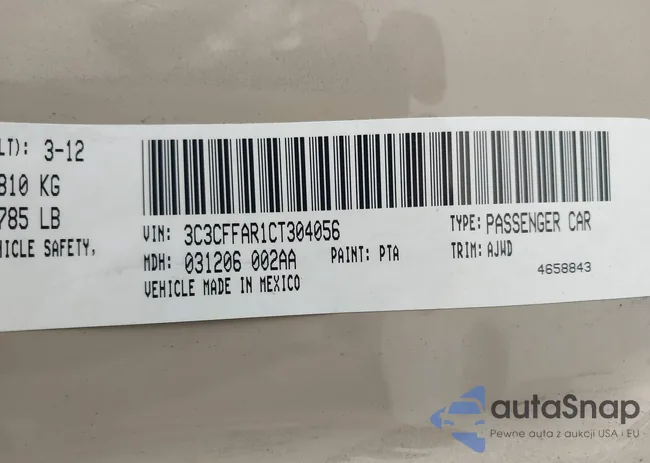 LT): 3-12
810 KG
785 LB
HICLE SAFETY,
VIN: 3C3CFFAR1CT304056
TYPE: PASSENGER CAR
MDH: 031206 002AA
PAINT: PTA
TRIM: AJWD
VEHICLE MADE IN MEXICO
4658843
autaSnap
Pewne auta z aukcji USA i EU